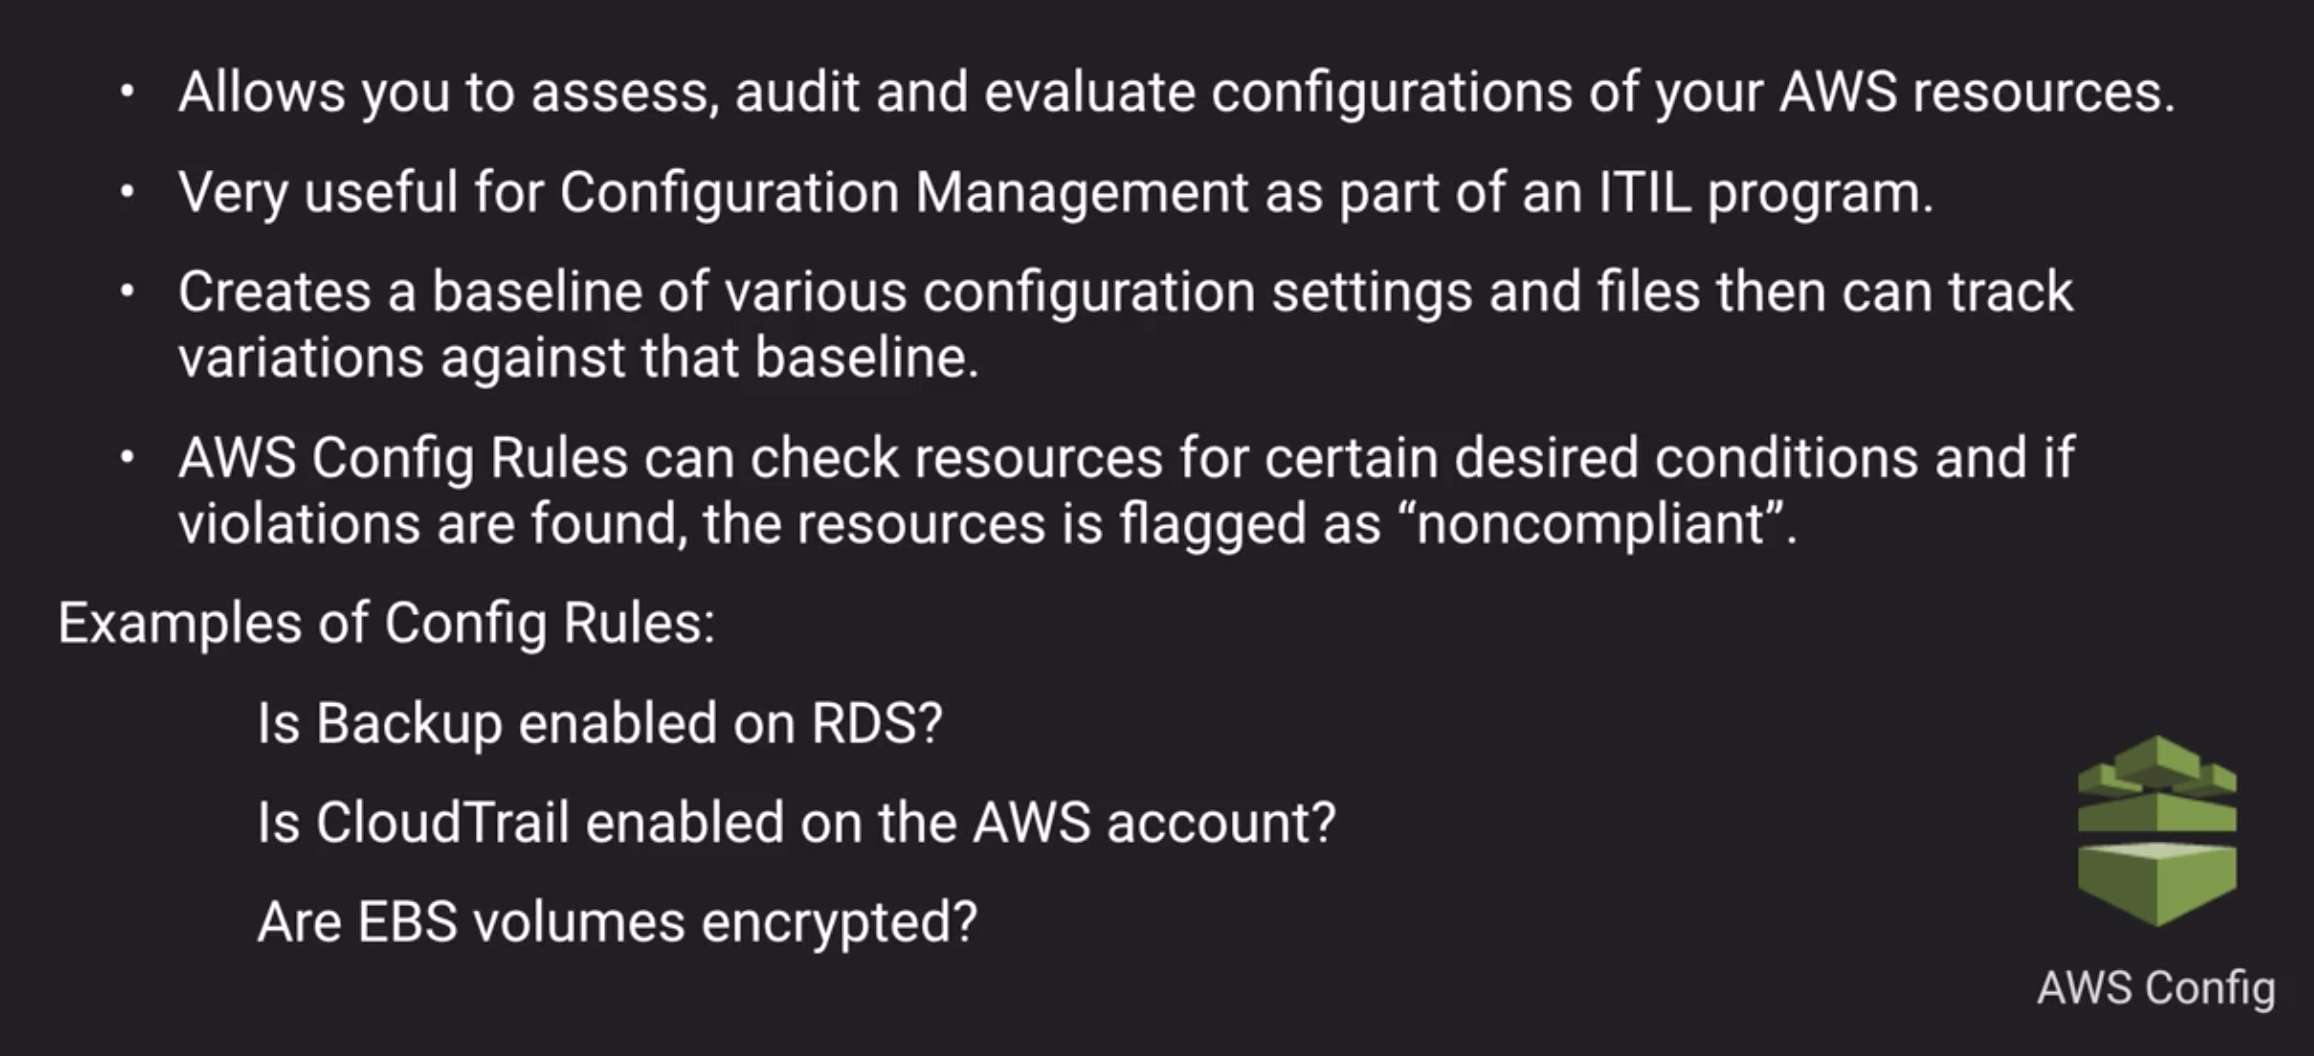 • Allows you to assess, audit and evaluate configurations of your AWS resources.
• Very useful for Configuration Management as part of an ITIL program.
• Creates a baseline of various configuration settings and files then can track
variations against that baseline.
• AWS Config Rules can check resources for certain desired conditions and if
violations are found, the resources is flagged as “noncompliant”.
Examples of Config Rules:
Is Backup enabled on RDS?
Is CloudTrail enabled on the AWS account?
Are EBS volumes encrypted?
AWS Config